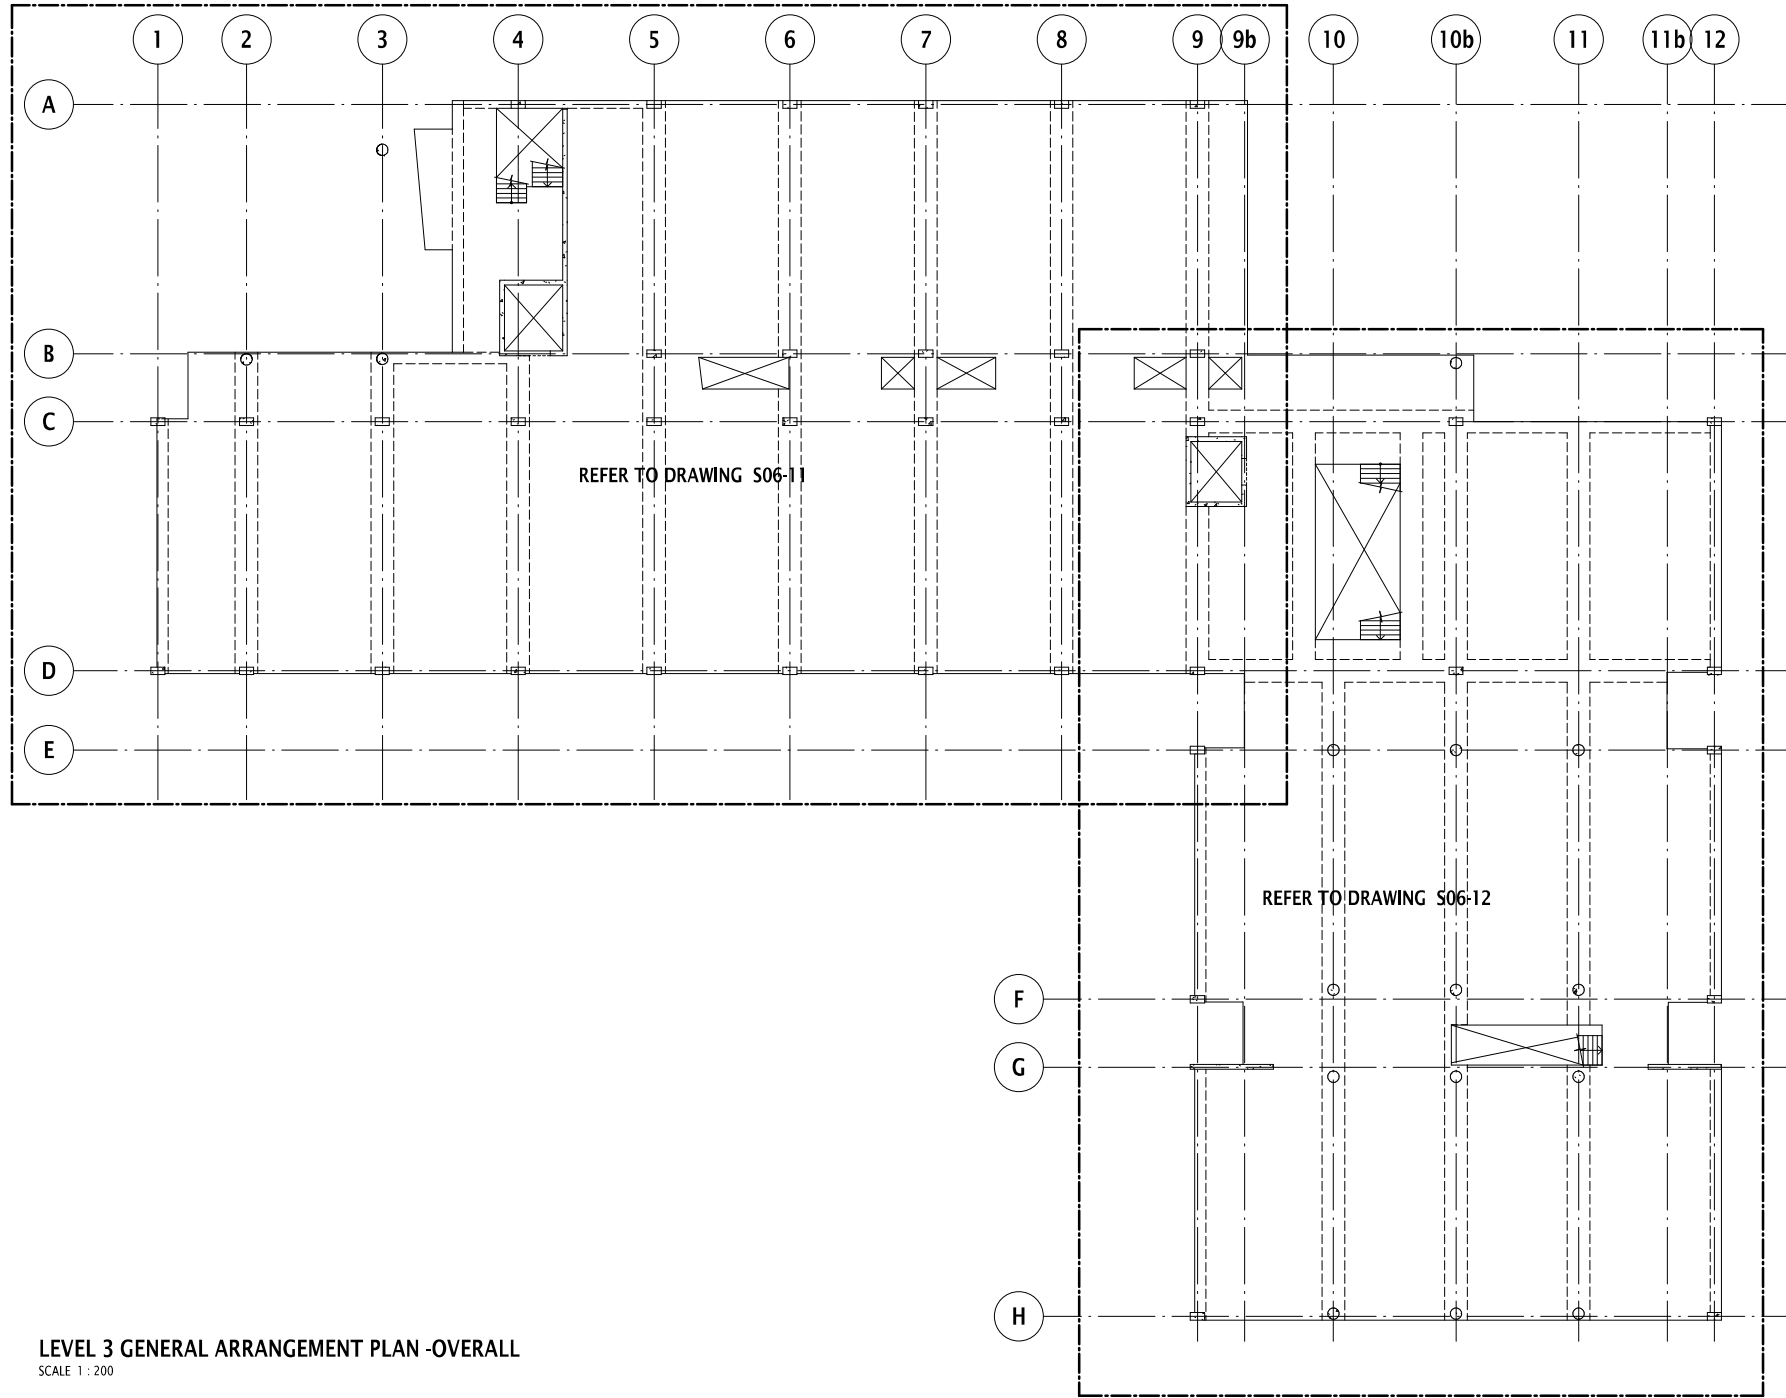 1 2 3 4 5 6 7 8 9 9b 10 10b 11 11b 12
A
B
C
REFER TO DRAWING S06-11
D
E
REFER TO DRAWING S06-12
F
G
H
LEVEL 3 GENERAL ARRANGEMENT PLAN -OVERALL
SCALE 1 : 200